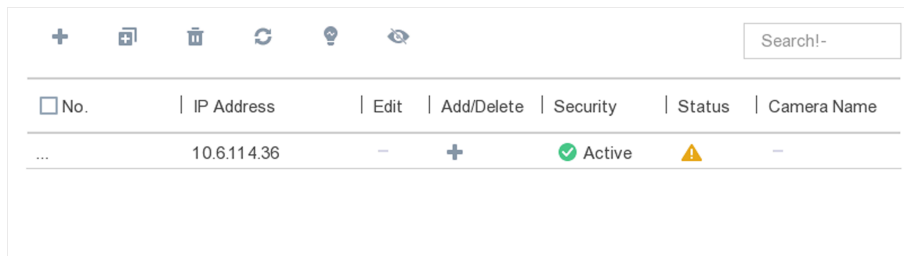 Search!-
No. IP Address Edit Add/Delete Security Status Camera Name
... 10.6.114.36 – + Active –